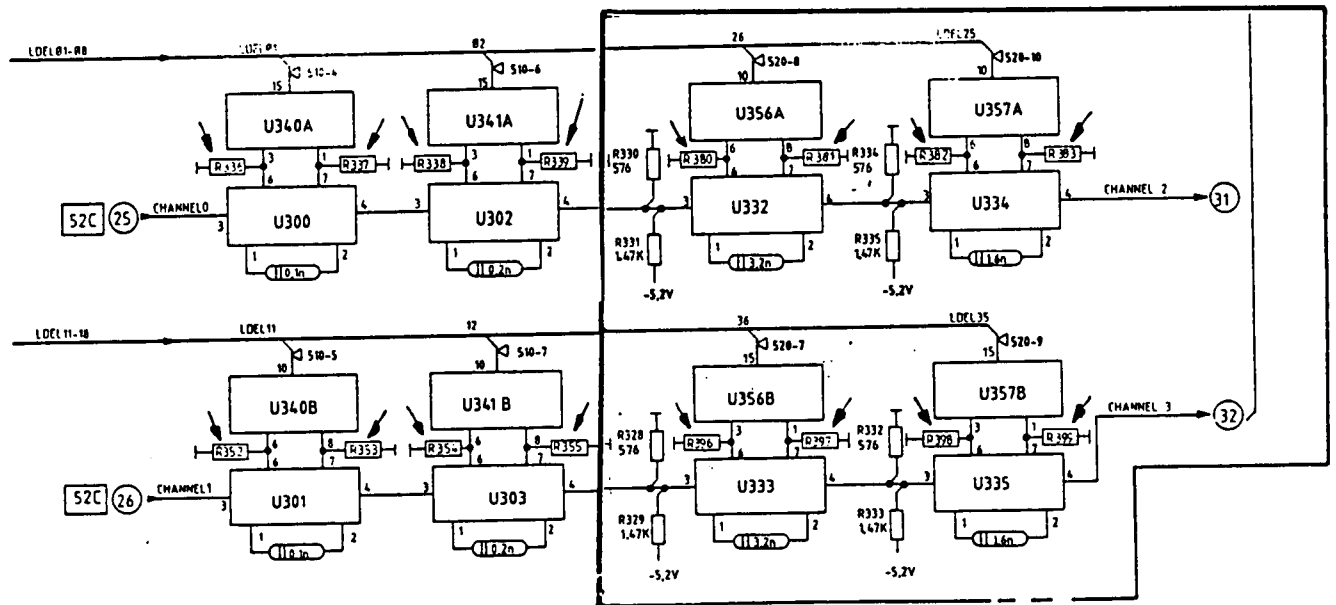 LDEL01-08 LDEL01 02 26 LDEL25
S10-4 S10-6 S20-8 S20-10
15 15 10 10
U340A U341A U356A U357A
R336 3 1 R337 R338 3 1 R339 R330 576 R380 6 8 R381 R334 576 R382 6 8 R383
6 7 6 7 6 7 6 7
52C 25 CHANNEL0 3 U300 4 3 U302 4 3 U332 4 3 U334 4 CHANNEL 2 31
R331 1,47K R335 1,47K
1 2 1 2 1 2 1 2
0,1n 0,2n 3,2n 1,6n
-5,2V -5,2V
LDEL11-18 LDEL11 12 36 LDEL35
S10-5 S10-7 S20-7 S20-9
10 10 15 15
U340B U341B U356B U357B
CHANNEL 3 32
R352 6 8 R353 R354 6 8 R355 R328 576 R396 3 1 R397 R332 576 R398 3 1 R399
6 7 6 7 6 7 6 7
52C 26 CHANNEL1 3 U301 4 3 U303 4 3 U333 4 3 U335 4
R329 1,47K R333 1,47K
1 2 1 2 1 2 1 2
0,1n 0,2n 3,2n 1,6n
-5,2V -5,2V